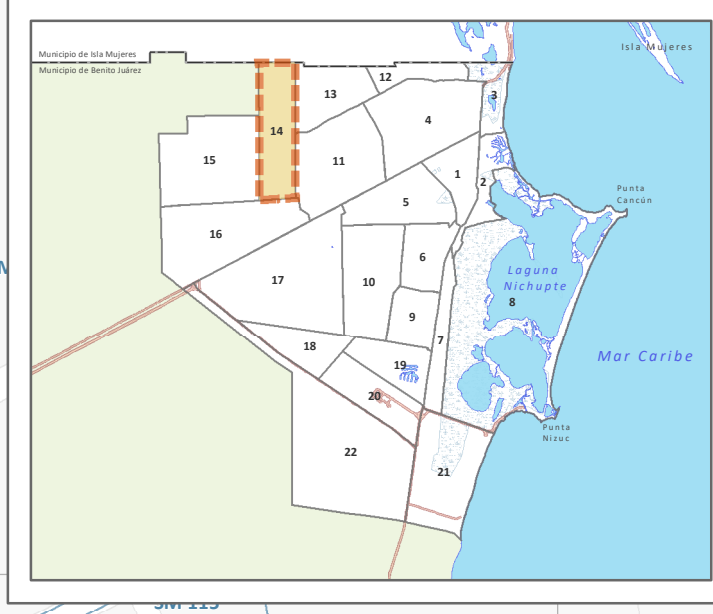 Municipio de Isla Mujeres
Municipio de Benito Juárez
Isla Mujeres
12
13
3
4
14
15
11
1
2
Punta
Cancún
5
16
6
Laguna
Nichupte
17
10
8
9
7
18
Mar Caribe
19
20
Punta
Nizuc
22
21
SM 115